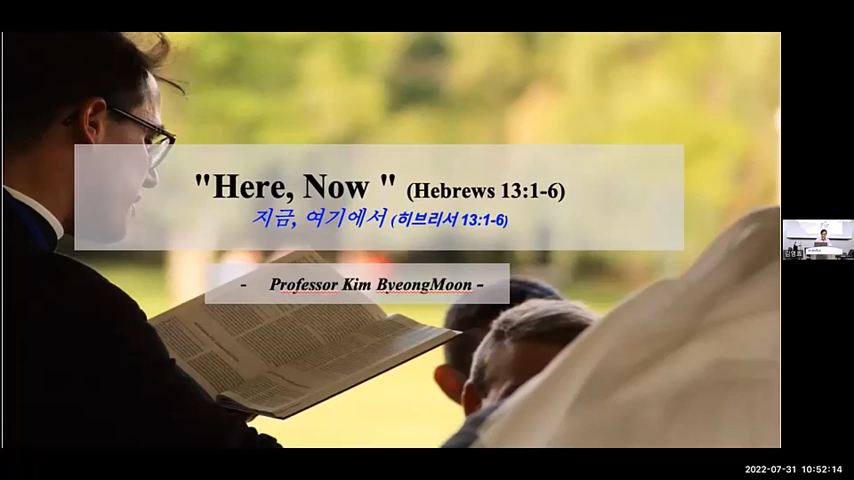 "Here, Now " (Hebrews 13:1-6)
지금, 여기에서 (히브리서 13:1-6)
- Professor Kim ByeongMoon -
2022-07-31 10:52:14